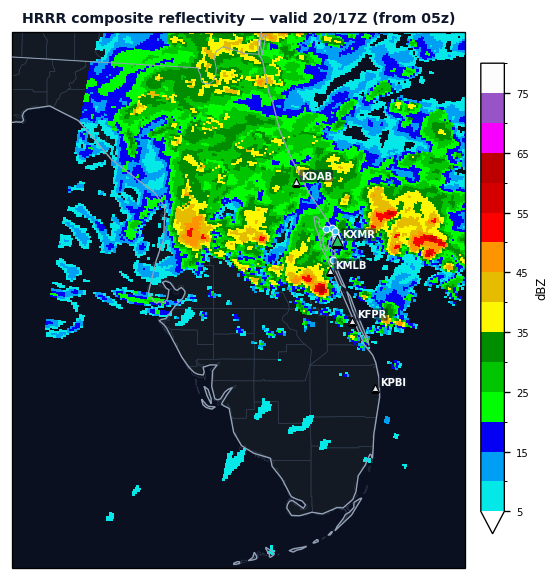 HRRR composite reflectivity — valid 20/17Z (from 05z)
KDAB
KXMR
KMLB
KFPR
KPBI
75
65
55
45
35
25
15
5
dBZ